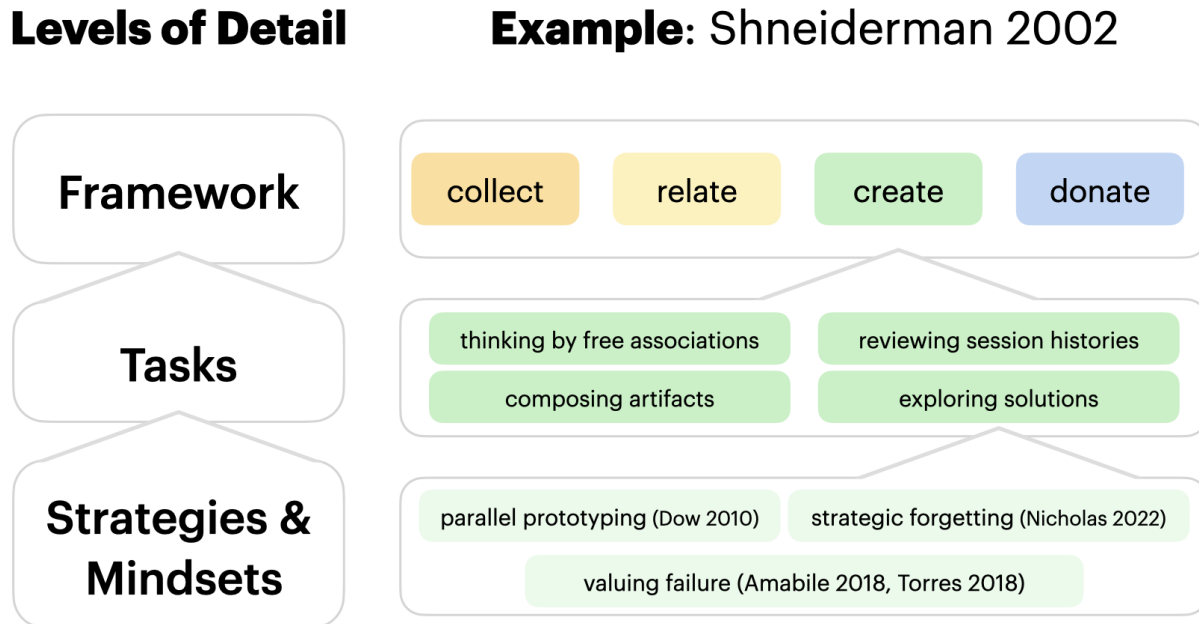 Levels of Detail
Example: Shneiderman 2002
Framework
collect
relate
create
donate
Tasks
thinking by free associations
reviewing session histories
composing artifacts
exploring solutions
Strategies &
Mindsets
parallel prototyping (Dow 2010)
strategic forgetting (Nicholas 2022)
valuing failure (Amabile 2018, Torres 2018)